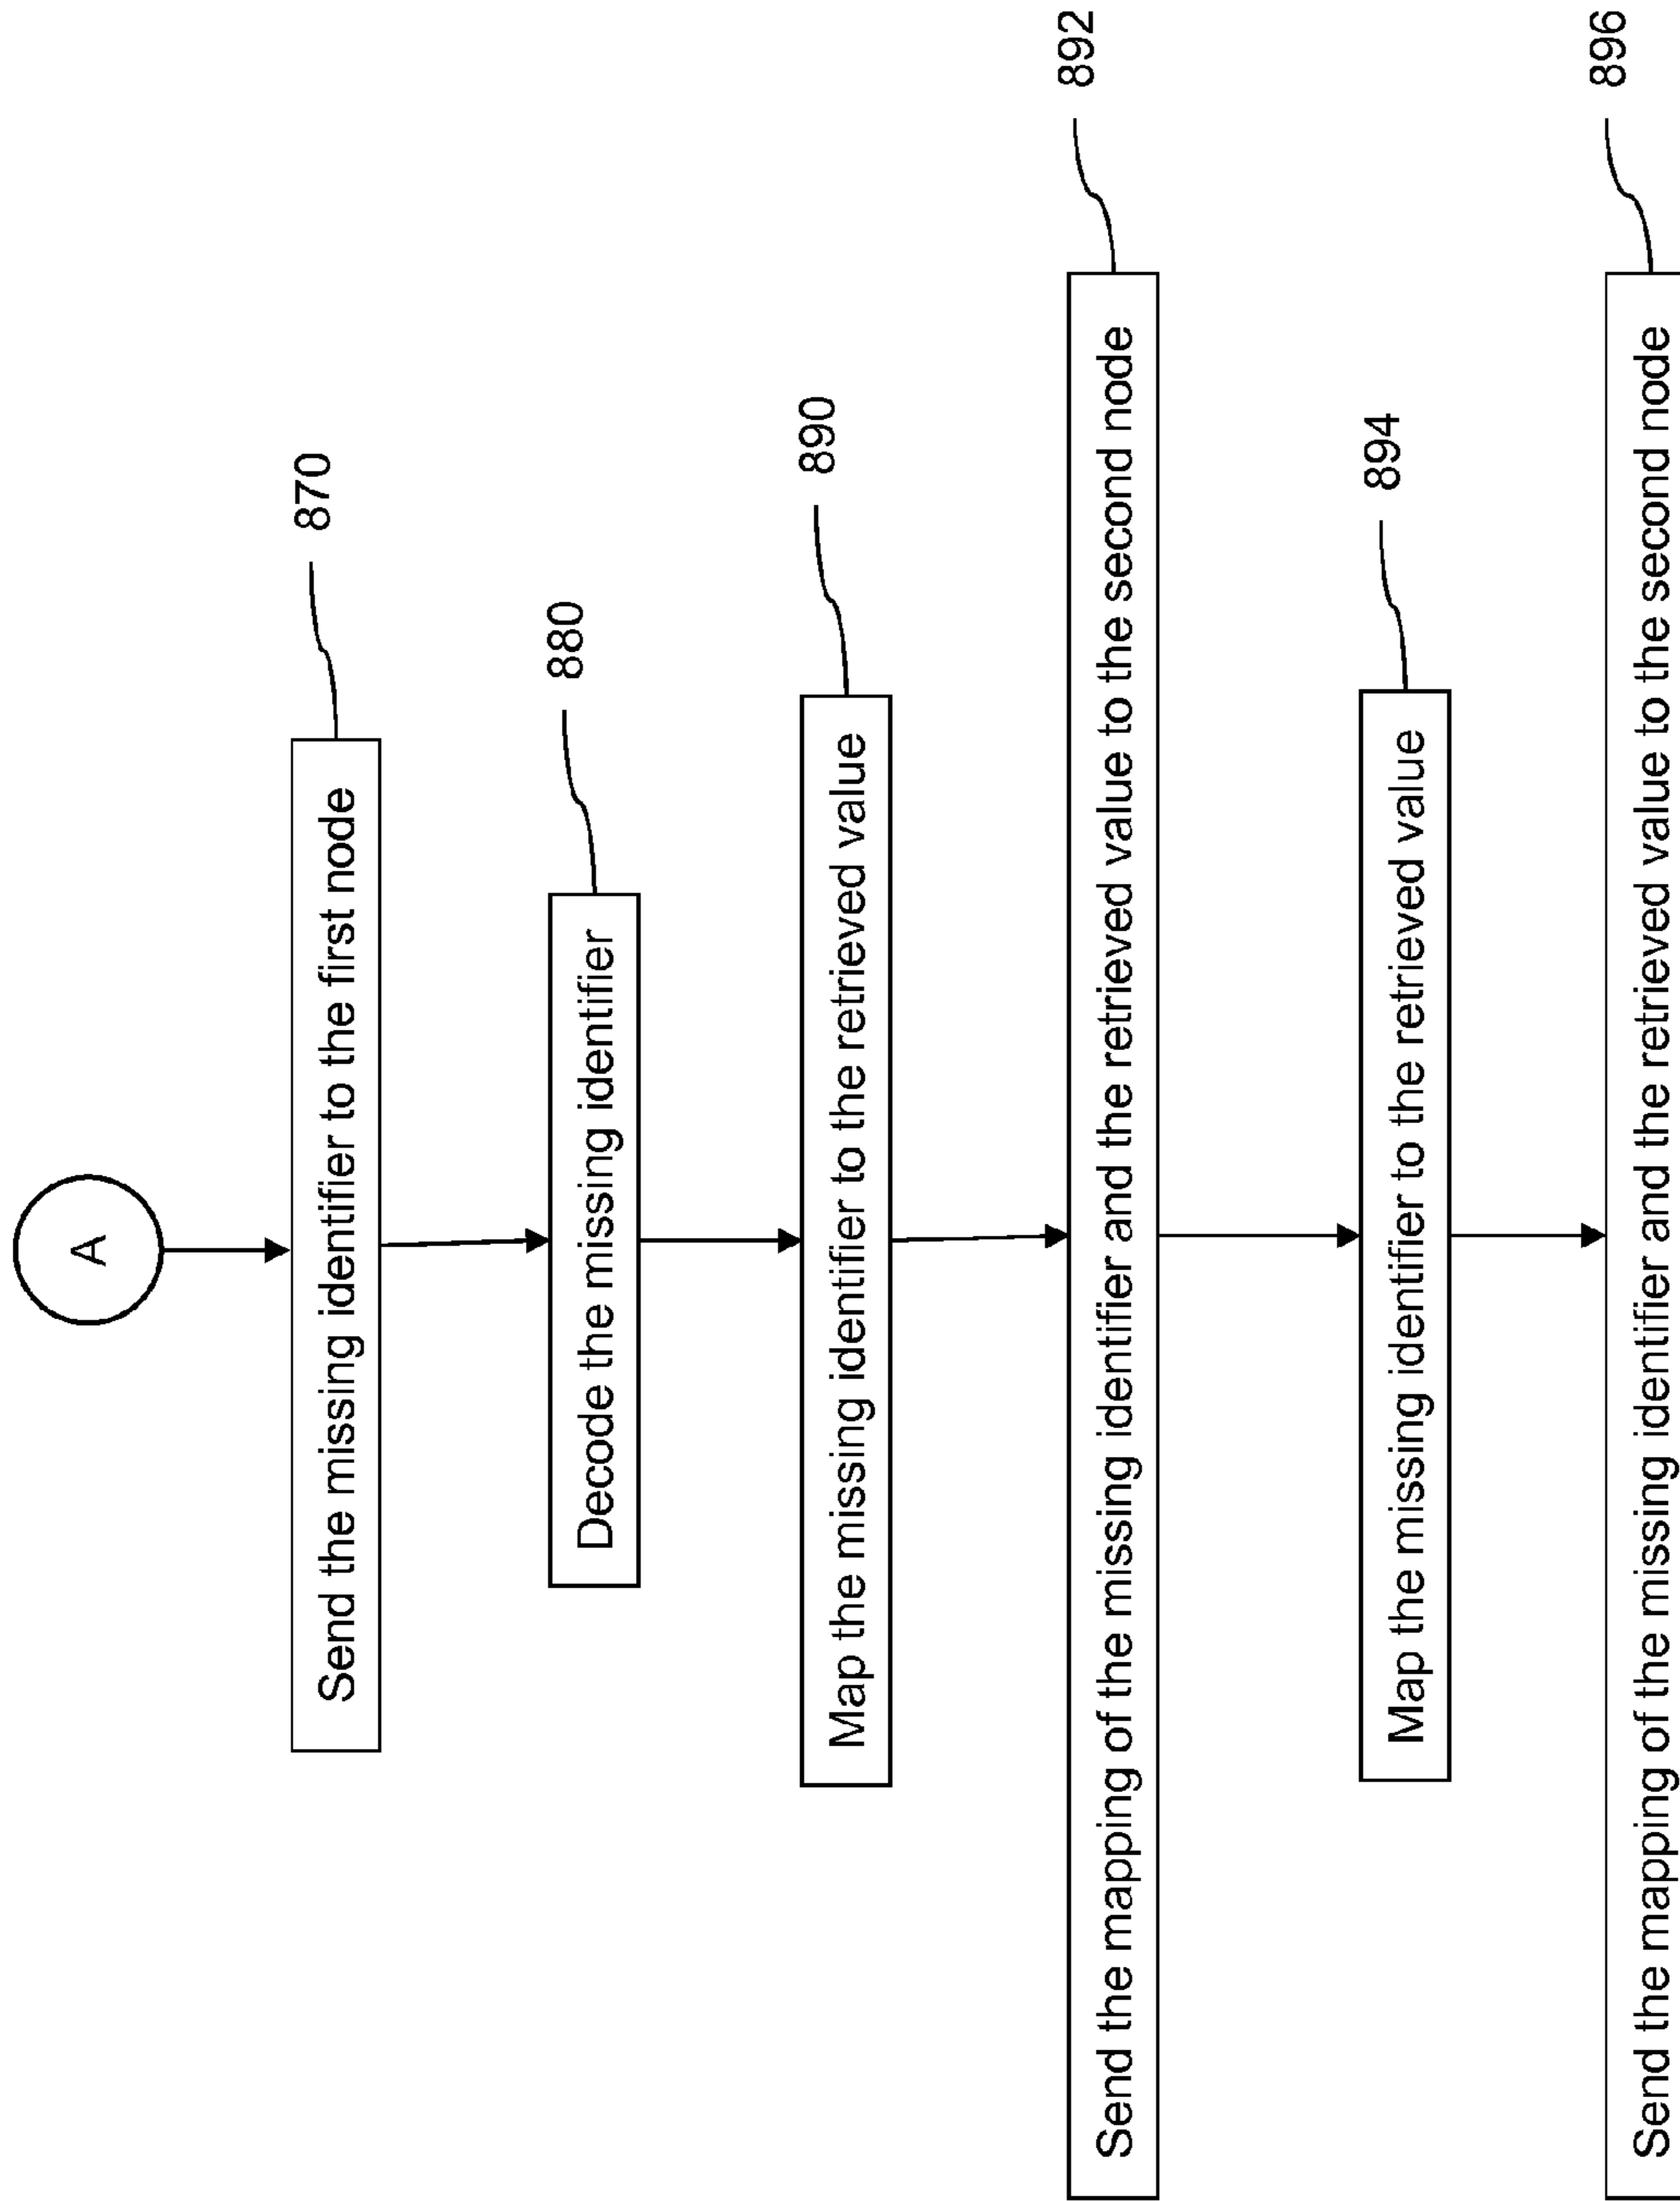 A
Send the missing identifier to the first node
870
Decode the missing identifier
880
Map the missing identifier to the retrieved value
890
Send the mapping of the missing identifier and the retrieved value to the second node
892
Map the missing identifier to the retrieved value
894
Send the mapping of the missing identifier and the retrieved value to the second node
896